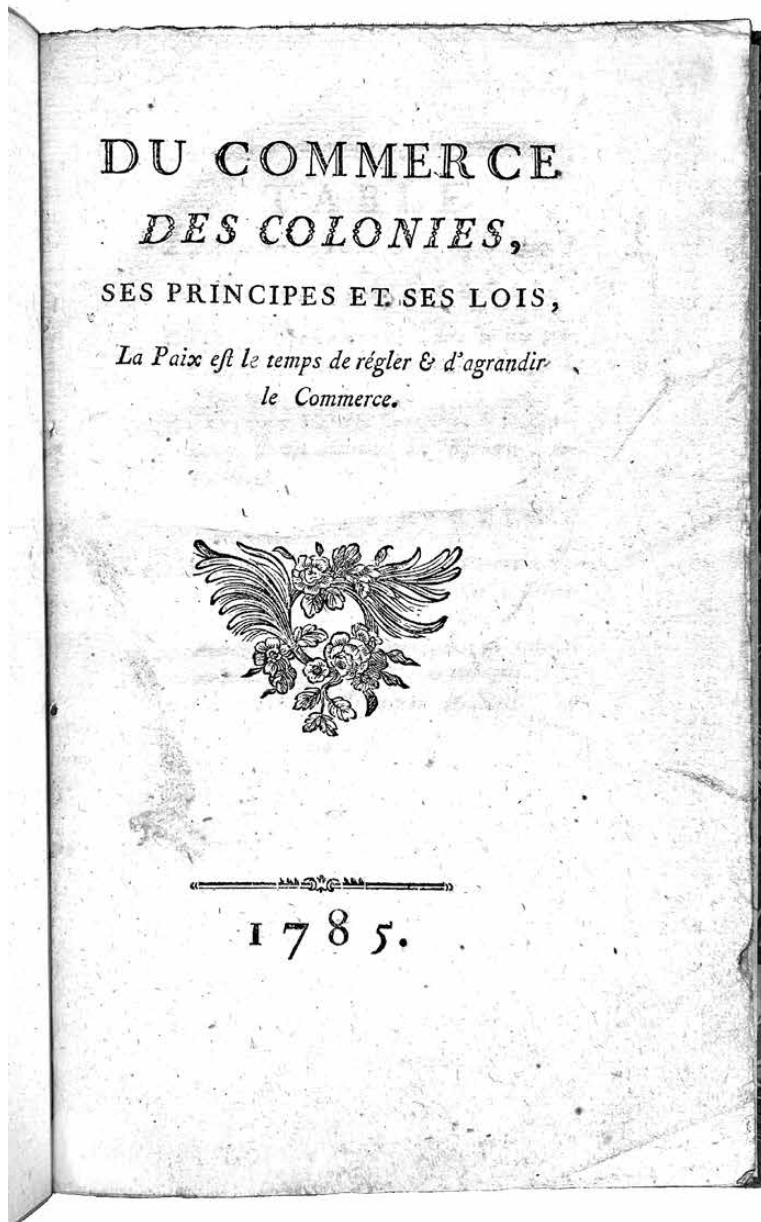 DU COMMERCE
DES COLONIES,
SES PRINCIPES ET SES LOIS,
La Paix eſt le temps de régler & d'agrandir
le Commerce.
1785.